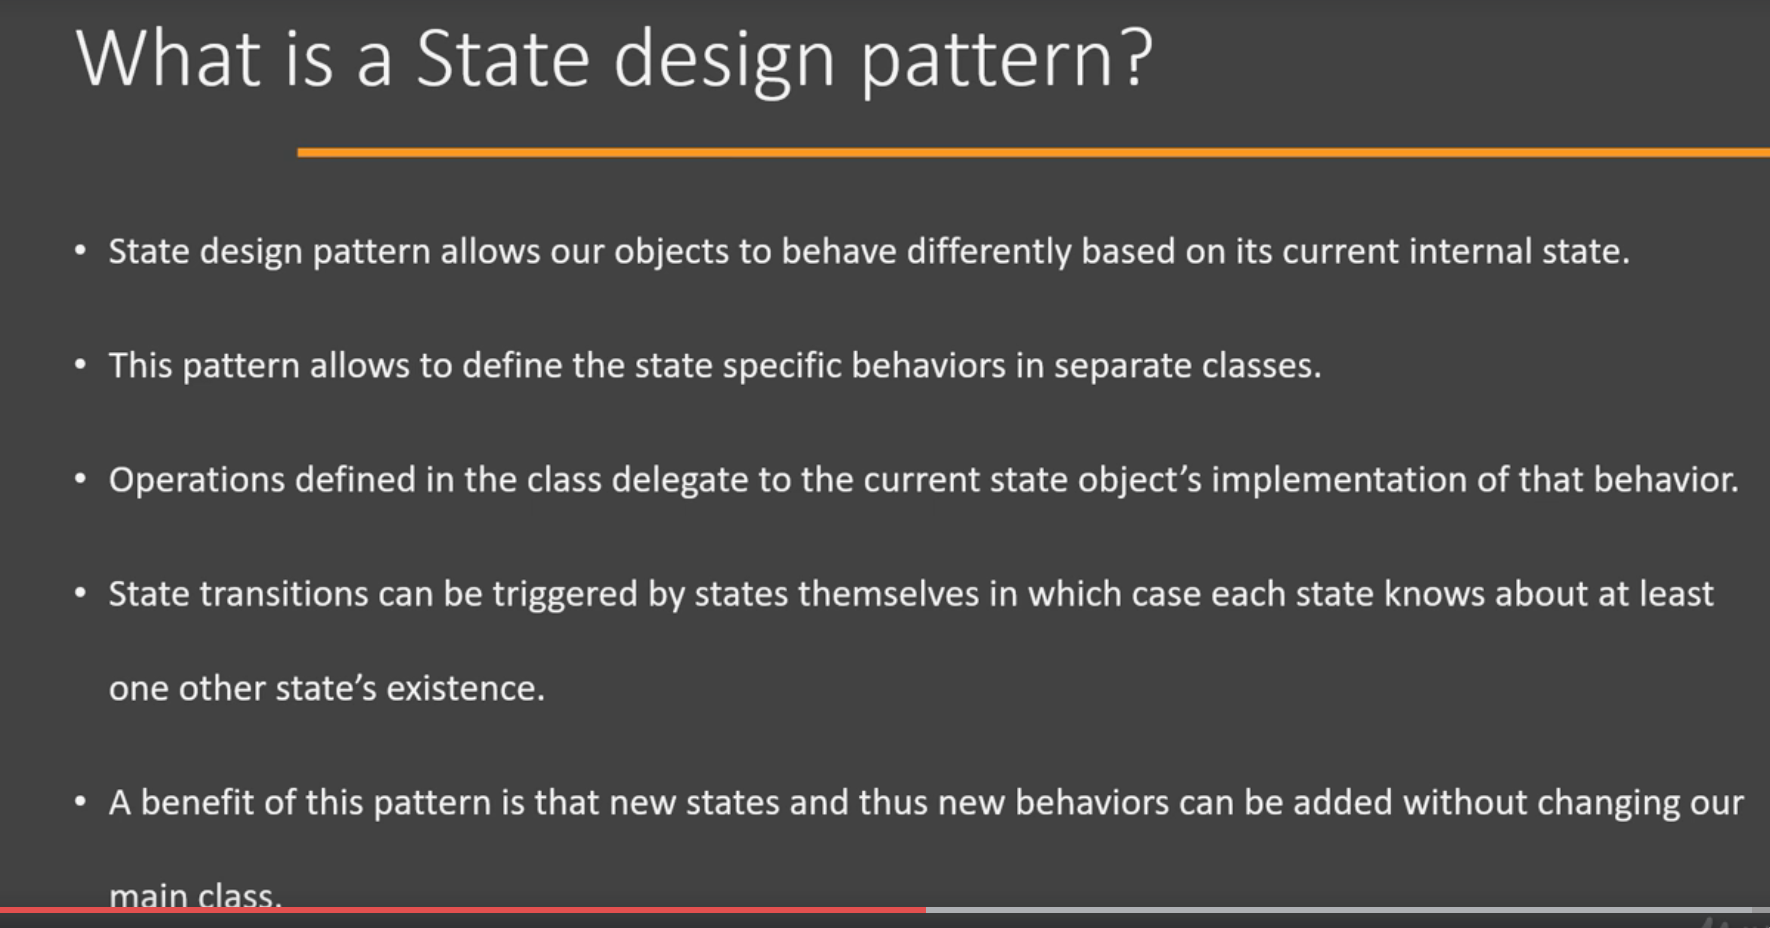 What is a State design pattern?
• State design pattern allows our objects to behave differently based on its current internal state.
• This pattern allows to define the state specific behaviors in separate classes.
• Operations defined in the class delegate to the current state object’s implementation of that behavior.
• State transitions can be triggered by states themselves in which case each state knows about at least
one other state’s existence.
• A benefit of this pattern is that new states and thus new behaviors can be added without changing our
main class.